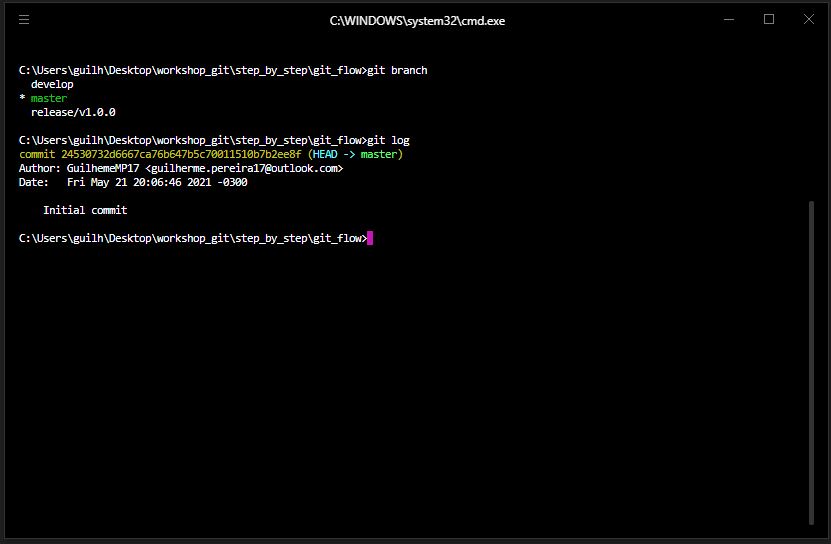 C:\WINDOWS\system32\cmd.exe
C:\Users\guilh\Desktop\workshop_git\step_by_step\git_flow>git branch
  develop
* master
  release/v1.0.0
C:\Users\guilh\Desktop\workshop_git\step_by_step\git_flow>git log
commit 24530732d6667ca76b647b5c70011510b7b2ee8f (HEAD -> master)
Author: GuilhemeMP17 <guilherme.pereira17@outlook.com>
Date:   Fri May 21 20:06:46 2021 -0300
    Initial commit
C:\Users\guilh\Desktop\workshop_git\step_by_step\git_flow>